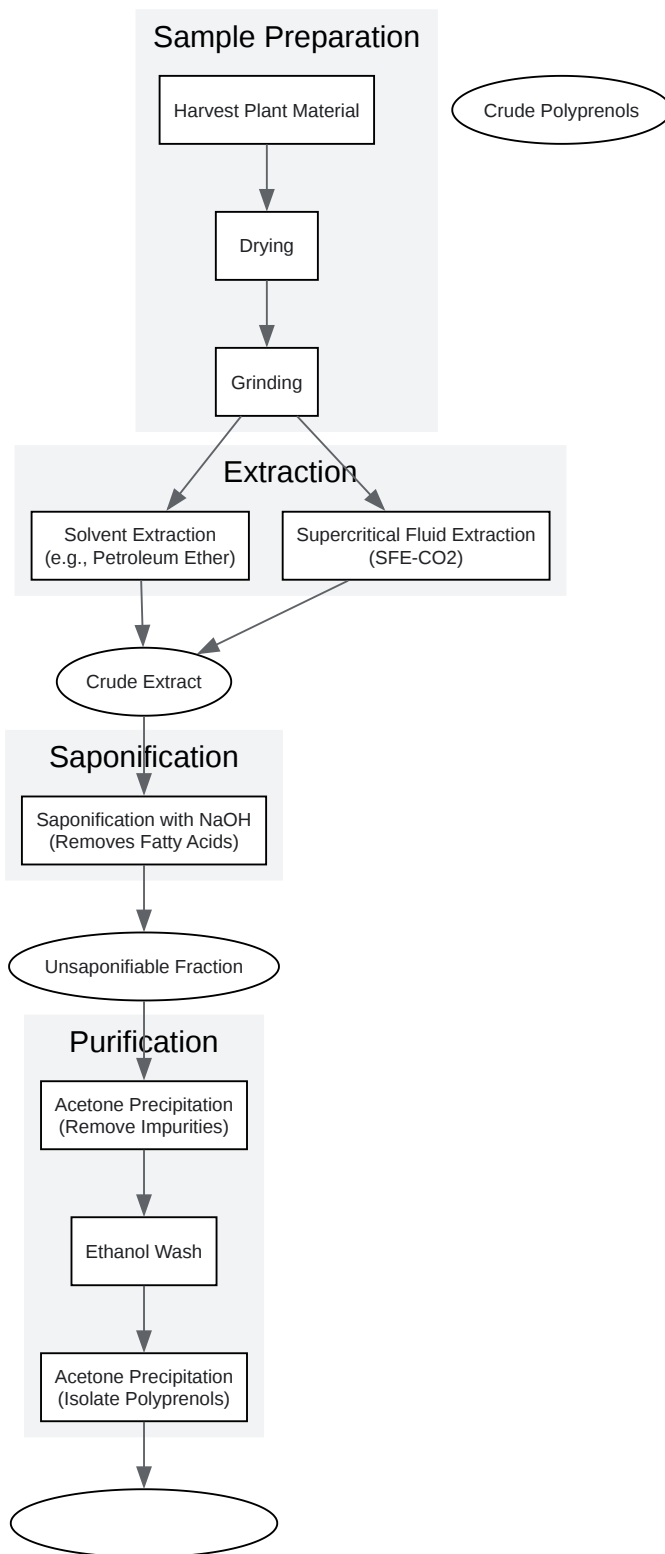 Sample Preparation
Harvest Plant Material
Crude Polyprenols
Drying
Grinding
Extraction
Solvent Extraction
(e.g., Petroleum Ether)
Supercritical Fluid Extraction
(SFE-CO2)
Crude Extract
Saponification
Saponification with NaOH
(Removes Fatty Acids)
Unsaponifiable Fraction
Purification
Acetone Precipitation
(Remove Impurities)
Ethanol Wash
Acetone Precipitation
(Isolate Polyprenols)